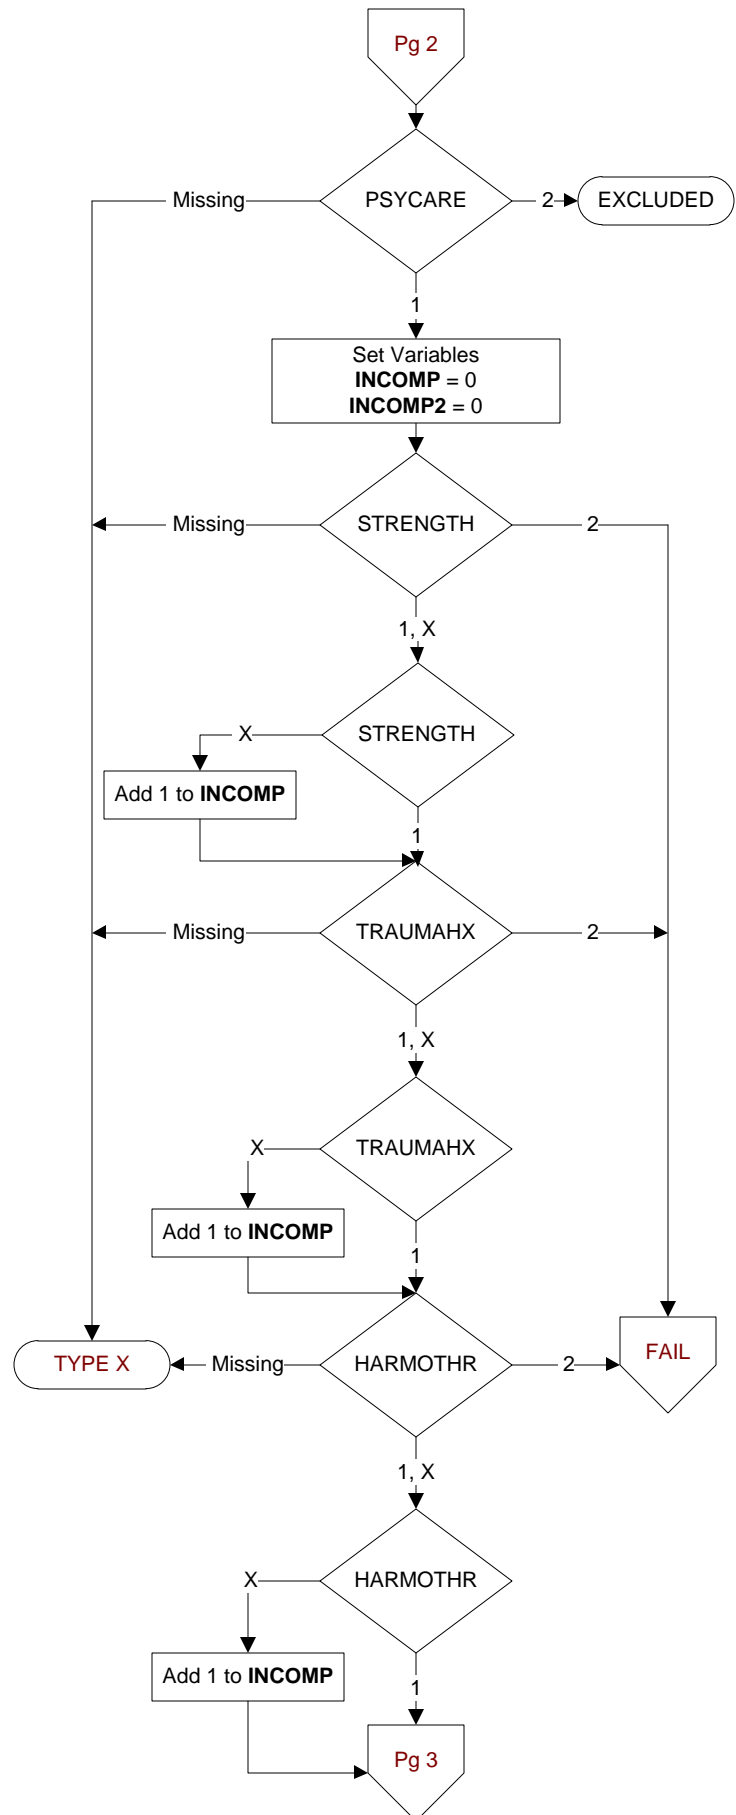 Pg 2
PSYCARE
Missing
2
EXCLUDED
1
Set Variables
INCOMP = 0
INCOMP2 = 0
STRENGTH
Missing
2
1, X
STRENGTH
X
Add 1 to INCOMP
1
TRAUMAHX
Missing
2
1, X
TRAUMAHX
X
Add 1 to INCOMP
1
HARMOTHR
Missing
TYPE X
2
FAIL
1, X
HARMOTHR
X
Add 1 to INCOMP
1
Pg 3